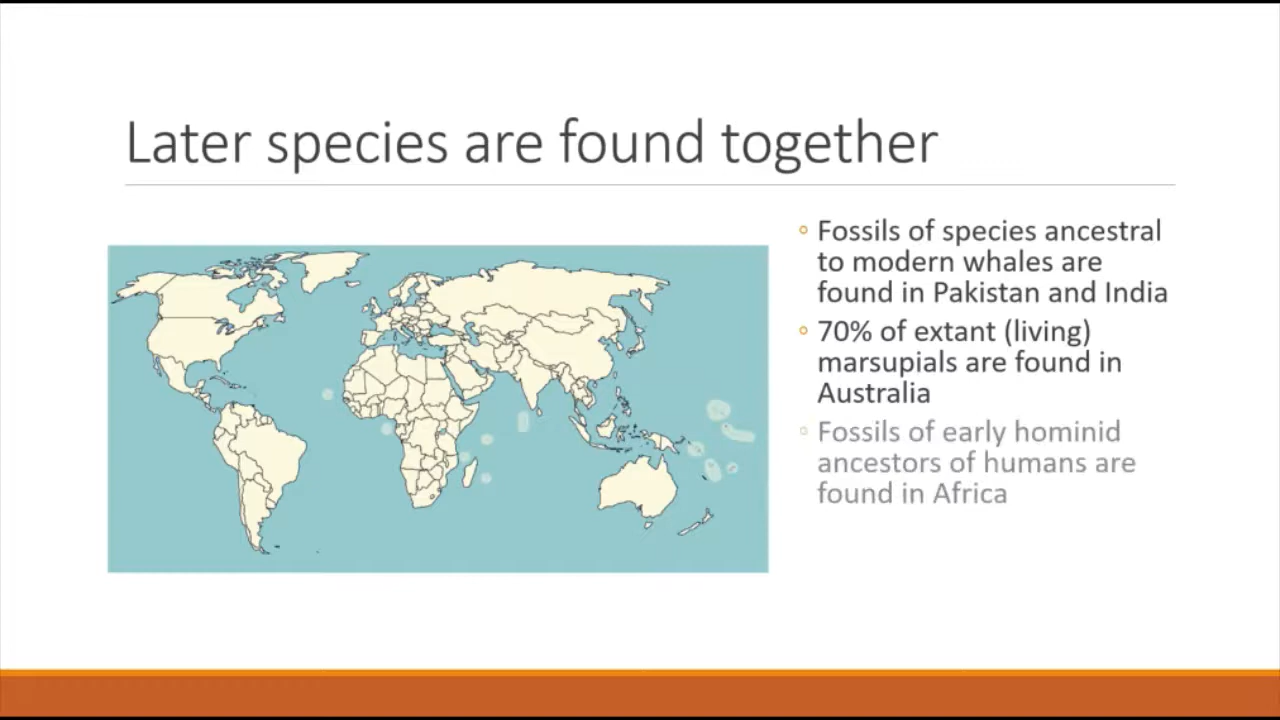 Later species are found together
Fossils of species ancestral
to modern whales are
found in Pakistan and India
70% of extant (living)
marsupials are found in
Australia
Fossils of early hominid
ancestors of humans are
found in Africa